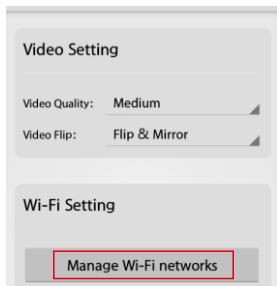 Video Setting
Video Quality: Medium
Video Flip: Flip & Mirror
Wi-Fi Setting
Manage Wi-Fi networks